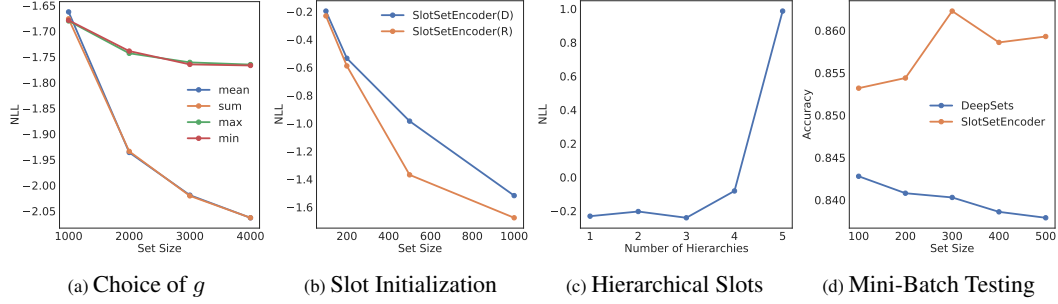 −1.65
−1.70
−1.75
−1.80
−1.85
−1.90
−1.95
−2.00
−2.05
NLL
mean
sum
max
min
1000 2000 3000 4000
Set Size
(a) Choice of g
−0.2
−0.4
−0.6
−0.8
−1.0
−1.2
−1.4
−1.6
NLL
SlotSetEncoder(D)
SlotSetEncoder(R)
200 400 600 800 1000
Set Size
(b) Slot Initialization
1.0
0.8
0.6
0.4
0.2
0.0
−0.2
NLL
1 2 3 4 5
Number of Hierarchies
(c) Hierarchical Slots
0.860
0.855
0.850
0.845
0.840
Accuracy
DeepSets
SlotSetEncoder
100 200 300 400 500
Set Size
(d) Mini-Batch Testing